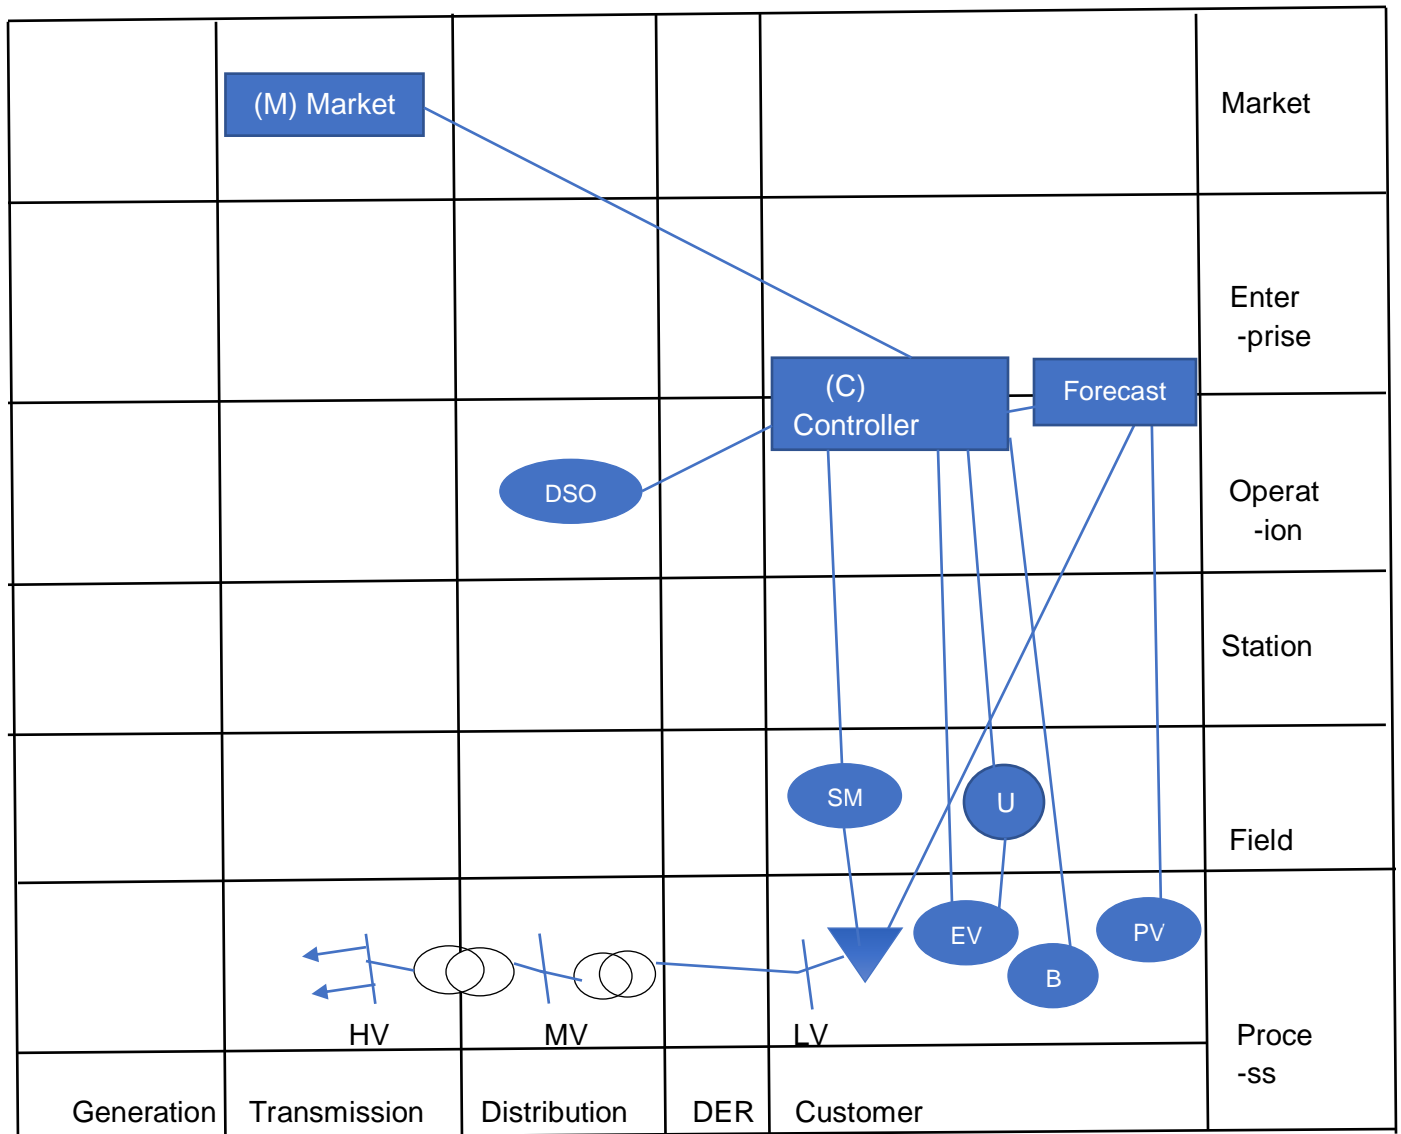 (M) Market
Market
Enter
-prise
(C)
Controller
Forecast
DSO
Operat
-ion
Station
SM
U
Field
EV
PV
B
HV
MV
LV
Proce
-ss
Generation
Transmission
Distribution
DER
Customer